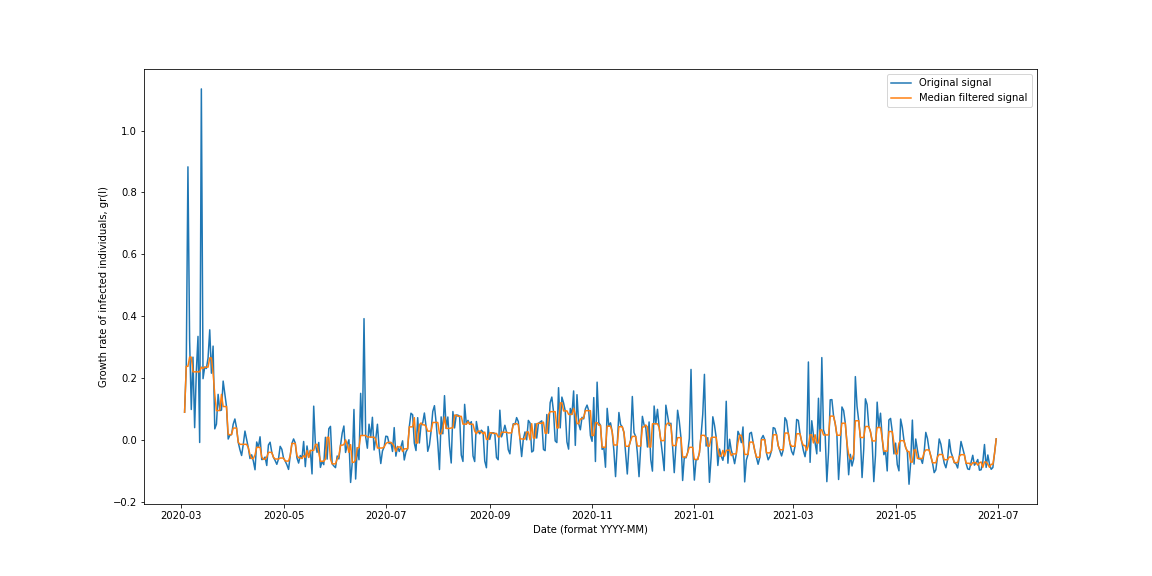 Original signal
Median filtered signal
1.0
0.8
0.6
0.4
0.2
0.0
−0.2
Growth rate of infected individuals, gr(I)
2020-03 2020-05 2020-07 2020-09 2020-11 2021-01 2021-03 2021-05 2021-07
Date (format YYYY-MM)